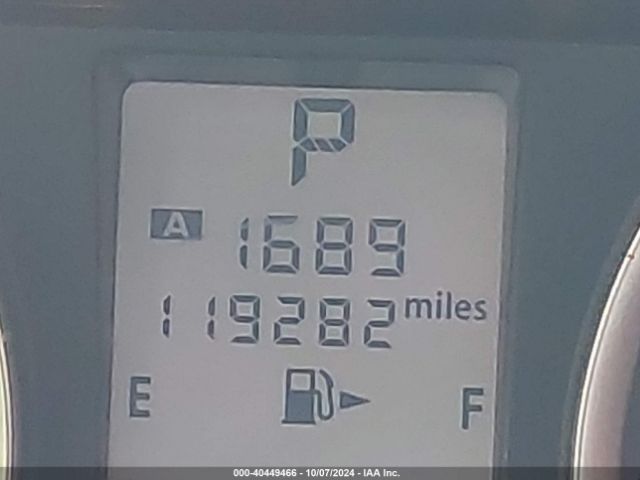 P
A 1689
119282 miles
E F
000-40449466 - 10/07/2024 - IAA Inc.